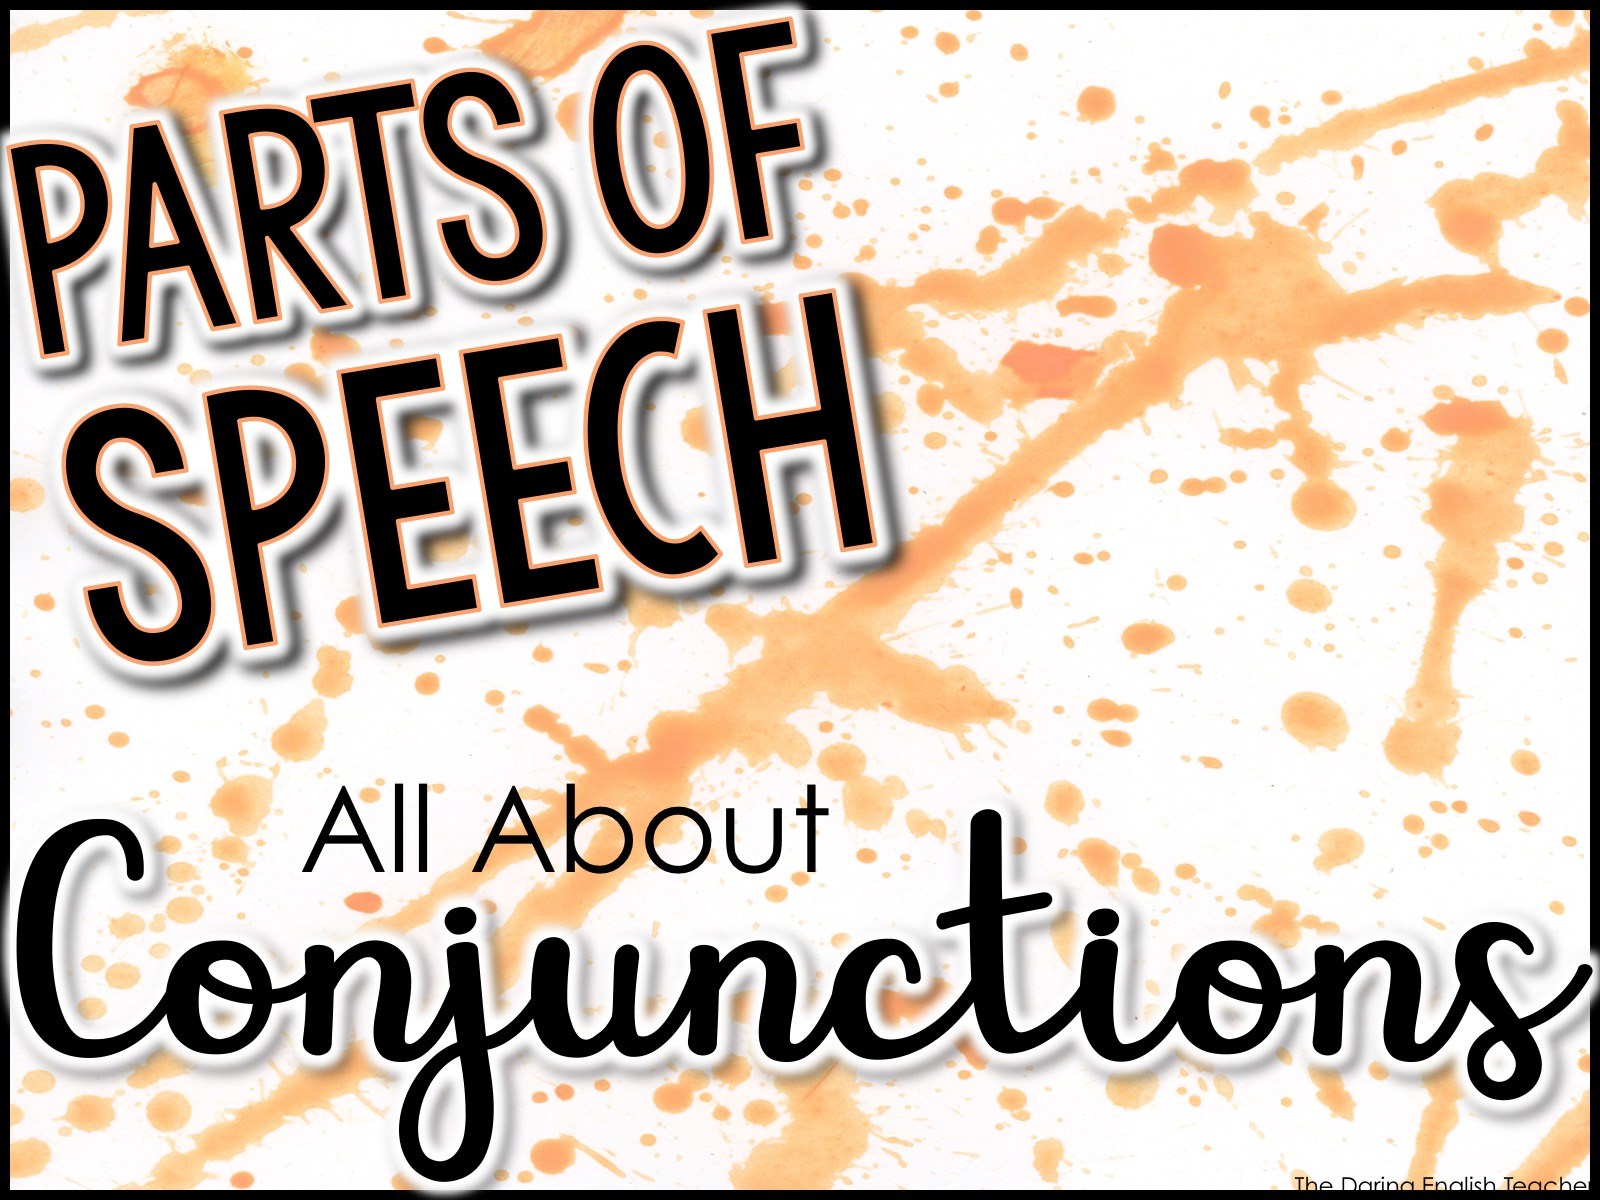 PARTS OF
SPEECH
All About
Conjunctions
The Daring English Teacher